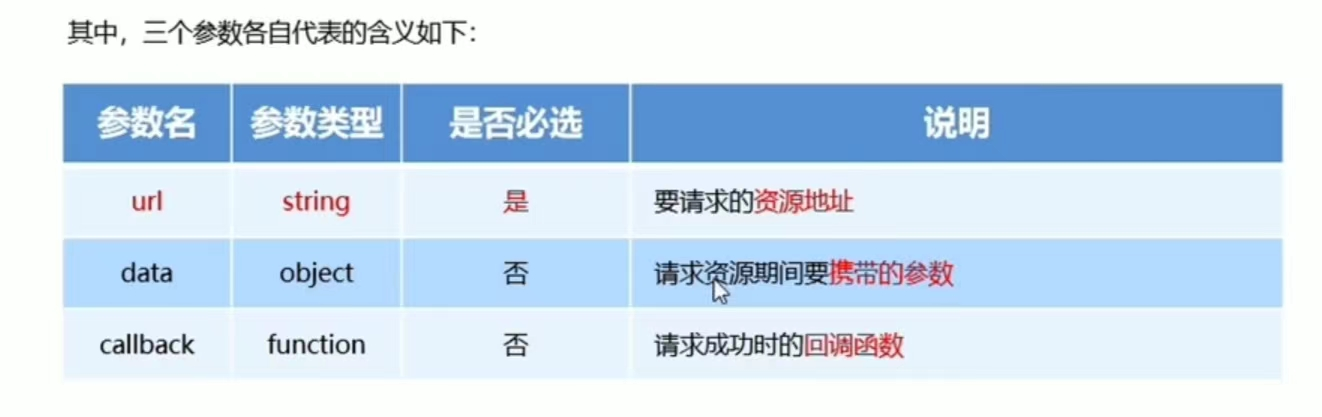 其中，三个参数各自代表的含义如下：
参数名 参数类型 是否必选 说明
url string 是 要请求的资源地址
data object 否 请求资源期间要携带的参数
callback function 否 请求成功时的回调函数